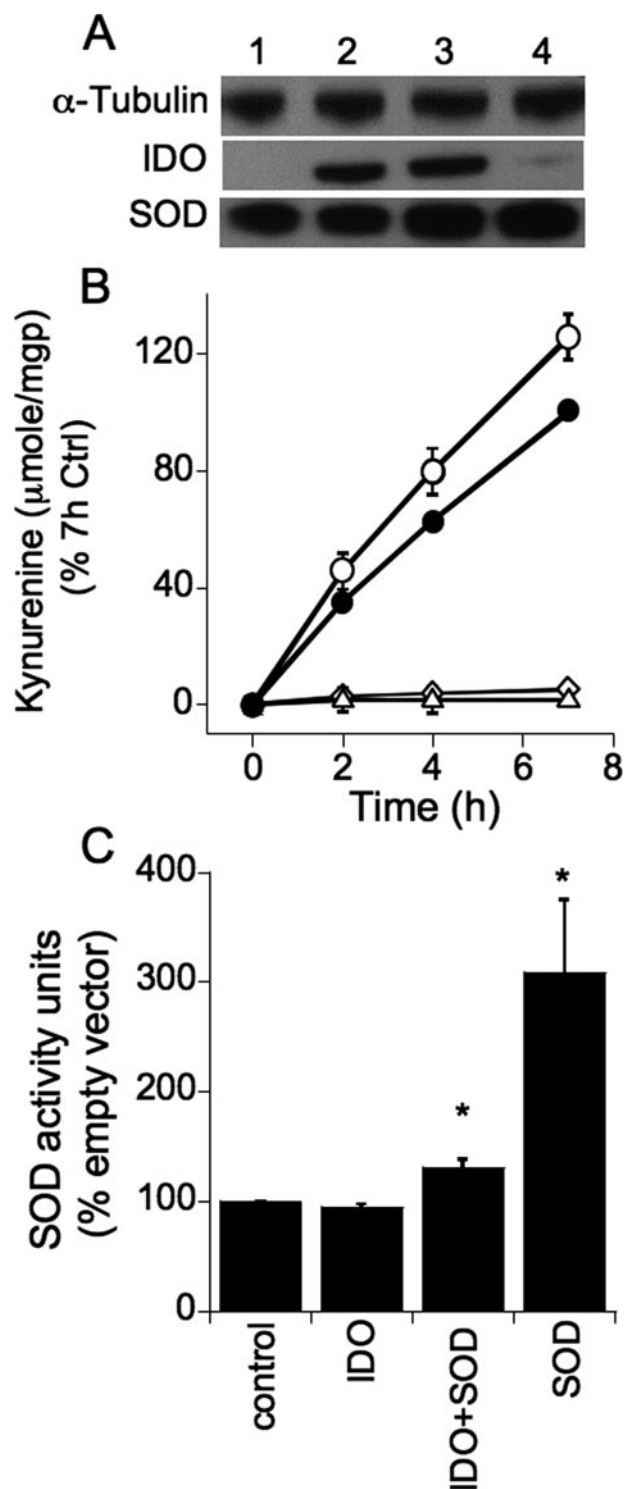 A
1 2 3 4
α-Tubulin
IDO
SOD
B
Kynurenine (μmole/mgp)
(% 7h Ctrl)
120
80
40
0
0 2 4 6 8
Time (h)
C
SOD activity units
(% empty vector)
400
300
200
100
0
*
*
control
IDO
IDO+SOD
SOD